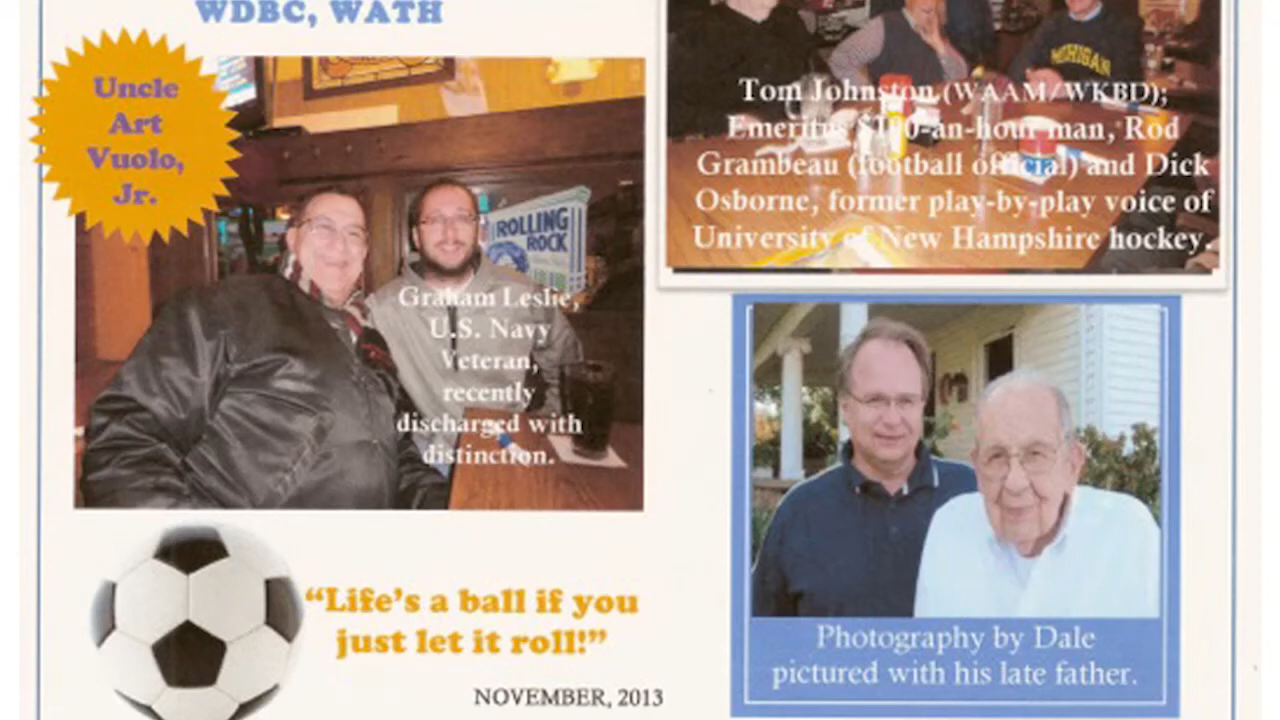 WDBC, WATH
Uncle
Art
Vuolo,
Jr.
ROLLING
ROCK
Graham Leslie,
U.S. Navy
Veteran,
recently
discharged with
distinction.
MICHIGAN
Tom Johnston (WAAM/WKBD);
Emeritus $100-an-hour man, Rod
Grambeau (football official) and Dick
Osborne, former play-by-play voice of
University of New Hampshire hockey.
"Life's a ball if you
just let it roll!"
NOVEMBER, 2013
Photography by Dale
pictured with his late father.